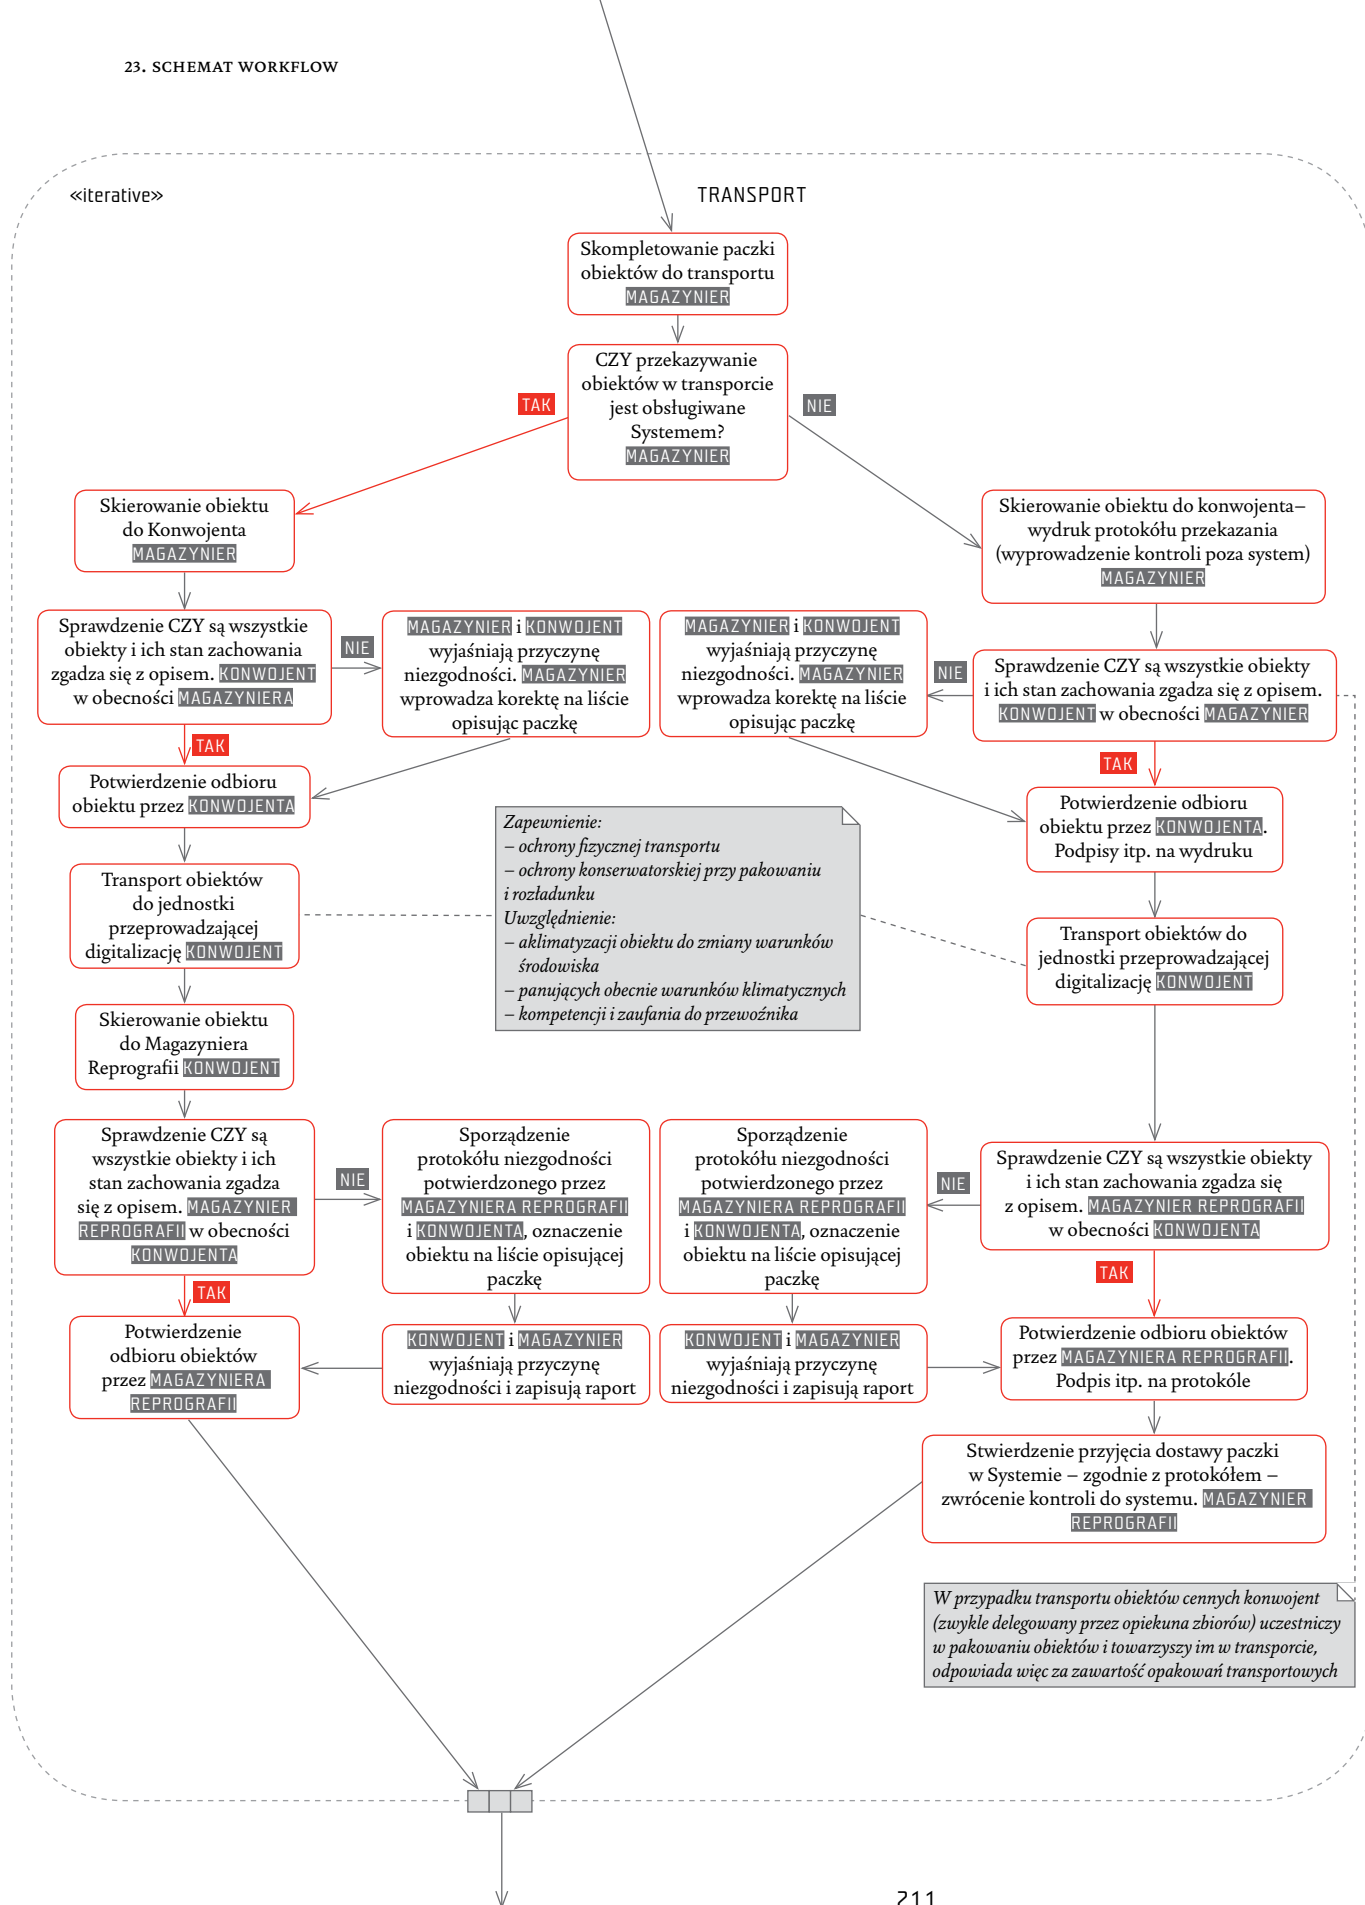 23. SCHEMAT WORKFLOW
«iterative»
TRANSPORT
Skompletowanie paczki
obiektów do transportu
MAGAZYNIER
CZY przekazywanie
obiektów w transporcie
jest obsługiwane
Systemem?
MAGAZYNIER
TAK
NIE
Skierowanie obiektu
do Konwojenta
MAGAZYNIER
Skierowanie obiektu do konwojenta–
wydruk protokółu przekazania
(wyprowadzenie kontroli poza system)
MAGAZYNIER
Sprawdzenie CZY są wszystkie
obiekty i ich stan zachowania
zgadza się z opisem. KONWOJENT
w obecności MAGAZYNIERA
NIE
MAGAZYNIER i KONWOJENT
wyjaśniają przyczynę
niezgodności. MAGAZYNIER
wprowadza korektę na liście
opisując paczkę
MAGAZYNIER i KONWOJENT
wyjaśniają przyczynę
niezgodności. MAGAZYNIER
wprowadza korektę na liście
opisując paczkę
NIE
Sprawdzenie CZY są wszystkie obiekty
i ich stan zachowania zgadza się z opisem.
KONWOJENT w obecności MAGAZYNIER
TAK
TAK
Potwierdzenie odbioru
obiektu przez KONWOJENTA
Potwierdzenie odbioru
obiektu przez KONWOJENTA.
Podpisy itp. na wydruku
Zapewnienie:
– ochrony fizycznej transportu
– ochrony konserwatorskiej przy pakowaniu
i rozładunku
Uwzględnienie:
– aklimatyzacji obiektu do zmiany warunków
środowiska
– panujących obecnie warunków klimatycznych
– kompetencji i zaufania do przewoźnika
Transport obiektów
do jednostki
przeprowadzającej
digitalizację KONWOJENT
Transport obiektów do
jednostki przeprowadzającej
digitalizację KONWOJENT
Skierowanie obiektu
do Magazyniera
Reprografii KONWOJENT
Sprawdzenie CZY są
wszystkie obiekty i ich
stan zachowania zgadza
się z opisem. MAGAZYNIER
REPROGRAFII w obecności
KONWOJENTA
NIE
Sporządzenie
protokółu niezgodności
potwierdzonego przez
MAGAZYNIERA REPROGRAFII
i KONWOJENTA, oznaczenie
obiektu na liście opisującej
paczkę
Sporządzenie
protokółu niezgodności
potwierdzonego przez
MAGAZYNIERA REPROGRAFII
i KONWOJENTA, oznaczenie
obiektu na liście opisującej
paczkę
NIE
Sprawdzenie CZY są wszystkie obiekty
i ich stan zachowania zgadza się
z opisem. MAGAZYNIER REPROGRAFII
w obecności KONWOJENTA
TAK
TAK
Potwierdzenie
odbioru obiektów
przez MAGAZYNIERA
REPROGRAFII
KONWOJENT i MAGAZYNIER
wyjaśniają przyczynę
niezgodności i zapisują raport
KONWOJENT i MAGAZYNIER
wyjaśniają przyczynę
niezgodności i zapisują raport
Potwierdzenie odbioru obiektów
przez MAGAZYNIERA REPROGRAFII.
Podpis itp. na protokóle
Stwierdzenie przyjęcia dostawy paczki
w Systemie – zgodnie z protokółem –
zwrócenie kontroli do systemu. MAGAZYNIER
REPROGRAFII
W przypadku transportu obiektów cennych konwojent
(zwykle delegowany przez opiekuna zbiorów) uczestniczy
w pakowaniu obiektów i towarzyszy im w transporcie,
odpowiada więc za zawartość opakowań transportowych
211